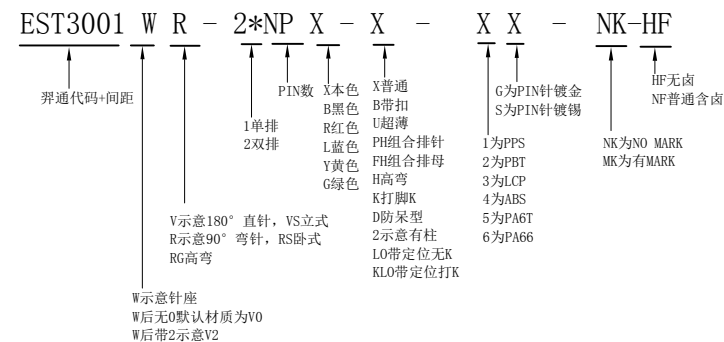 EST3001 W R - 2*NP X - X - X X - NK-HF
羿通代码+间距
PIN数
X本色
B黑色
R红色
L蓝色
Y黄色
G绿色
1单排
2双排
X普通
B带扣
U超薄
PH组合排针
FH组合排母
H高弯
K打脚K
D防呆型
2示意有柱
LO带定位无K
KLO带定位打K
G为PIN针镀金
S为PIN针镀锡
1为PPS
2为PBT
3为LCP
4为ABS
5为PA6T
6为PA66
HF无卤
NF普通含卤
NK为NO MARK
MK为有MARK
V示意180°直针，VS立式
R示意90°弯针，RS卧式
RG高弯
W示意针座
W后无0默认材质为V0
W后带2示意V2